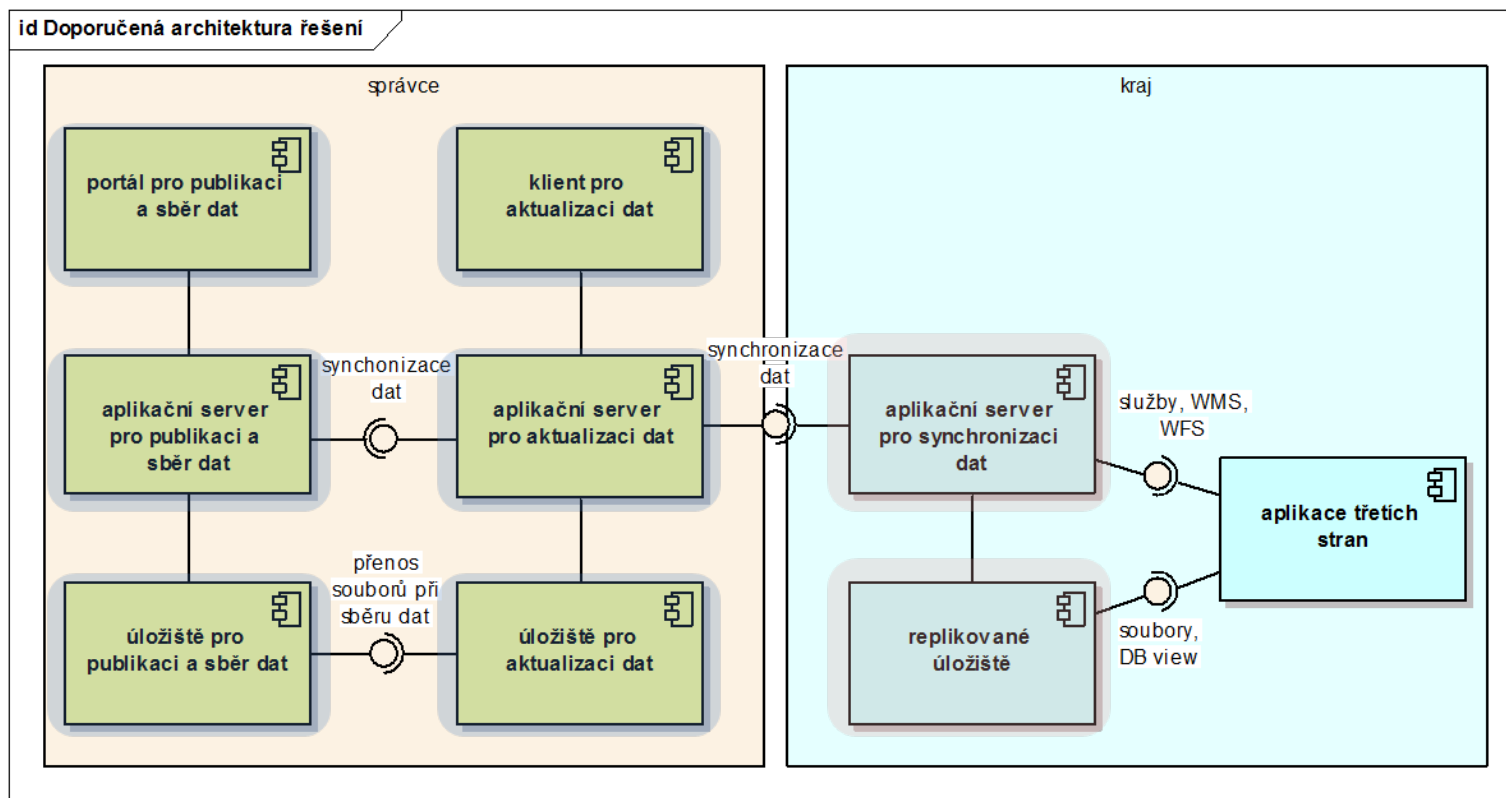 id Doporučená architektura řešení
správce
kraj
portál pro publikaci
a sběr dat
klient pro
aktualizaci dat
synchonizace
dat
synchronizace
dat
aplikační server
pro publikaci a
sběr dat
aplikační server
pro aktualizaci dat
aplikační server
pro synchronizaci
dat
služby, WMS,
WFS
aplikace třetích
stran
přenos
souborů při
sběru dat
úložiště pro
publikaci a sběr dat
úložiště pro
aktualizaci dat
replikované
úložiště
soubory,
DB view